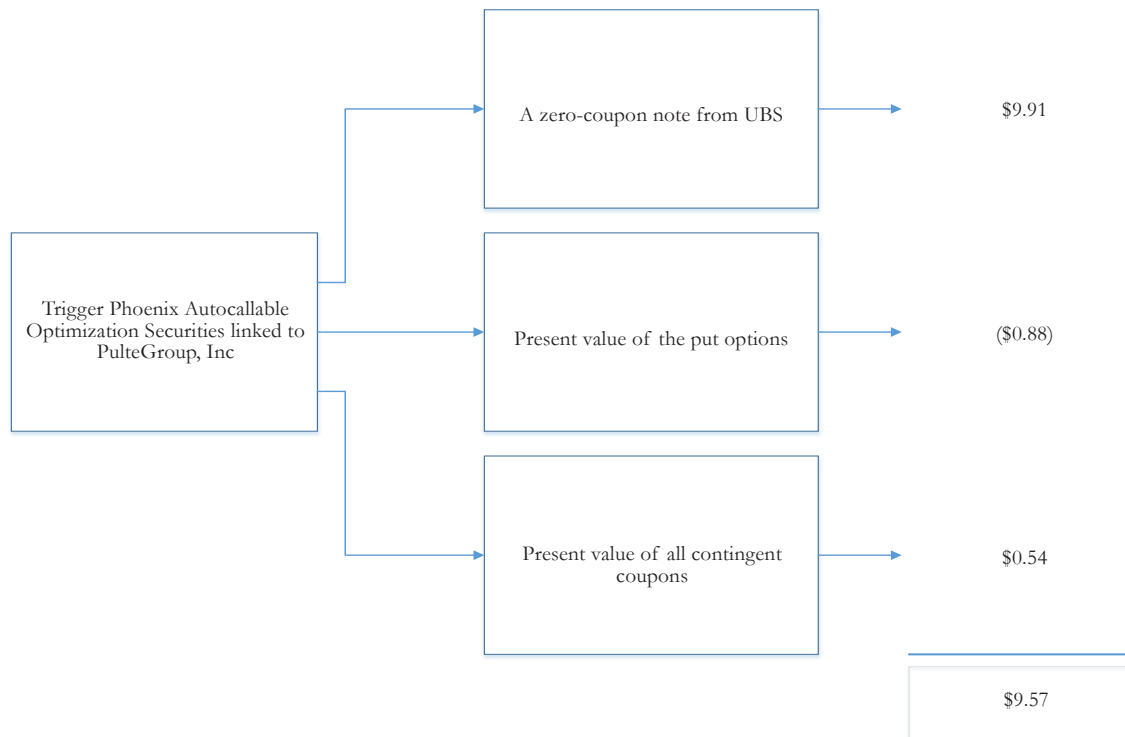 A zero-coupon note from UBS
$9.91
Trigger Phoenix Autocallable
Optimization Securities linked to
PulteGroup, Inc
Present value of the put options
($0.88)
Present value of all contingent
coupons
$0.54
$9.57